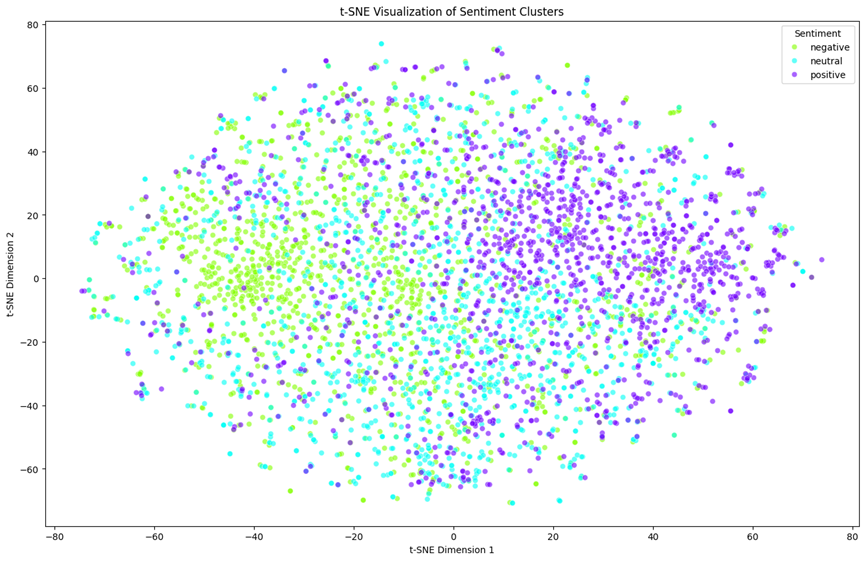 t-SNE Visualization of Sentiment Clusters
Sentiment
negative
neutral
positive
80
60
40
20
0
−20
−40
−60
t-SNE Dimension 2
−80
−60
−40
−20
0
20
40
60
80
t-SNE Dimension 1